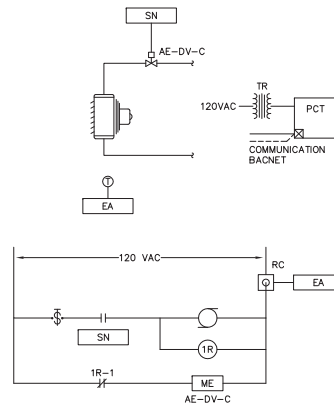 SN
AE-DV-C
TR
120VAC
PCT
COMMUNICATION
BACNET
T
EA
120 VAC
RC
EA
SN
1R
1R-1
ME
AE-DV-C